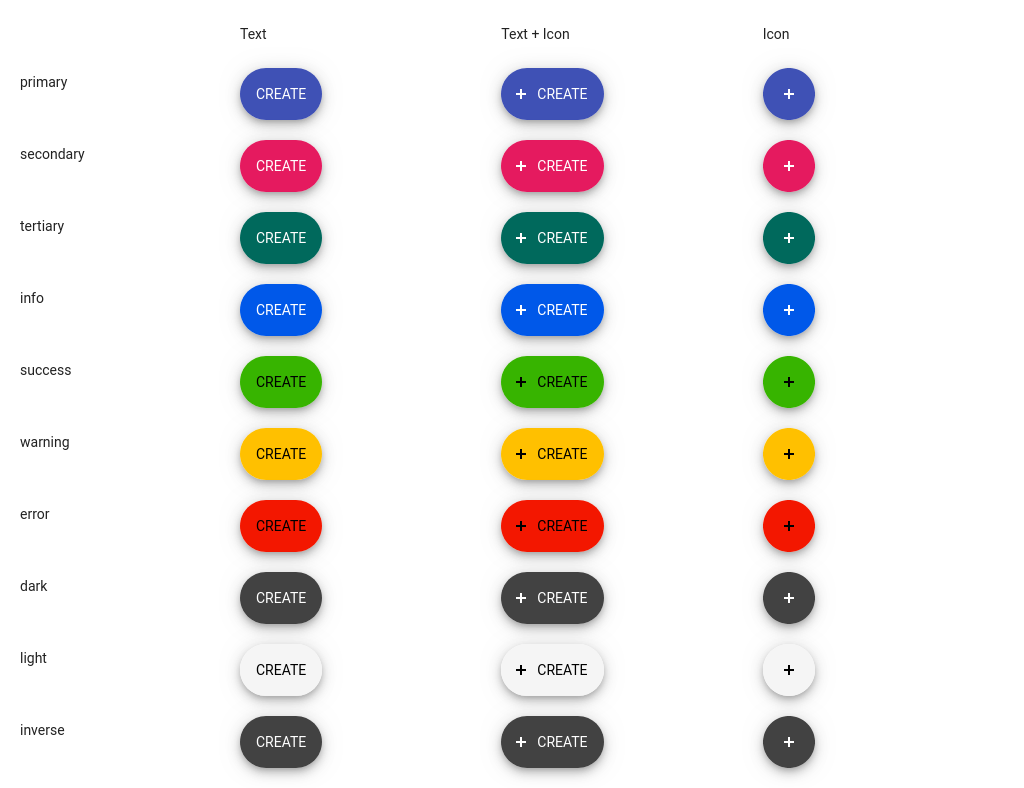 Text Text + Icon Icon
primary CREATE + CREATE +
secondary CREATE + CREATE +
tertiary CREATE + CREATE +
info CREATE + CREATE +
success CREATE + CREATE +
warning CREATE + CREATE +
error CREATE + CREATE +
dark CREATE + CREATE +
light CREATE + CREATE +
inverse CREATE + CREATE +